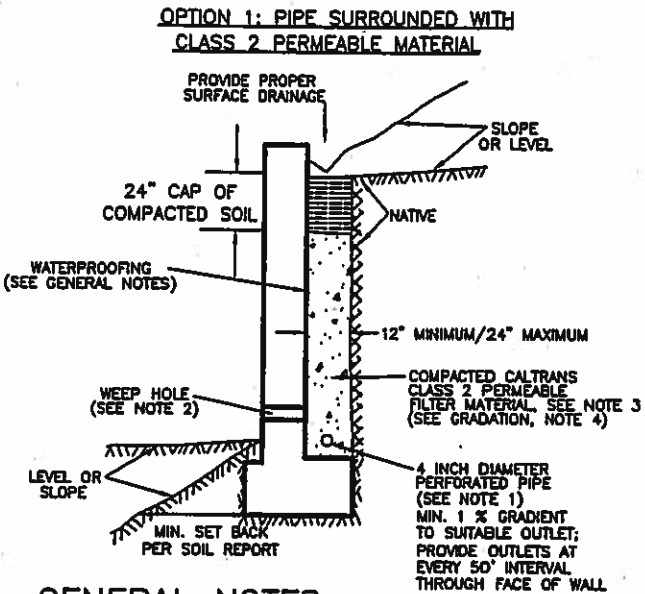 OPTION 1: PIPE SURROUNDED WITH
CLASS 2 PERMEABLE MATERIAL
PROVIDE PROPER
SURFACE DRAINAGE
SLOPE
OR LEVEL
24" CAP OF
COMPACTED SOIL
NATIVE
WATERPROOFING
(SEE GENERAL NOTES)
12" MINIMUM/24" MAXIMUM
WEEP HOLE
(SEE NOTE 2)
COMPACTED CALTRANS
CLASS 2 PERMEABLE
FILTER MATERIAL, SEE NOTE 3
(SEE GRADATION, NOTE 4)
LEVEL OR
SLOPE
4 INCH DIAMETER
PERFORATED PIPE
(SEE NOTE 1)
MIN. 1 % GRADIENT
TO SUITABLE OUTLET;
PROVIDE OUTLETS AT
EVERY 50' INTERVAL
THROUGH FACE OF WALL
MIN. SET BACK
PER SOIL REPORT
GENERAL NOTES